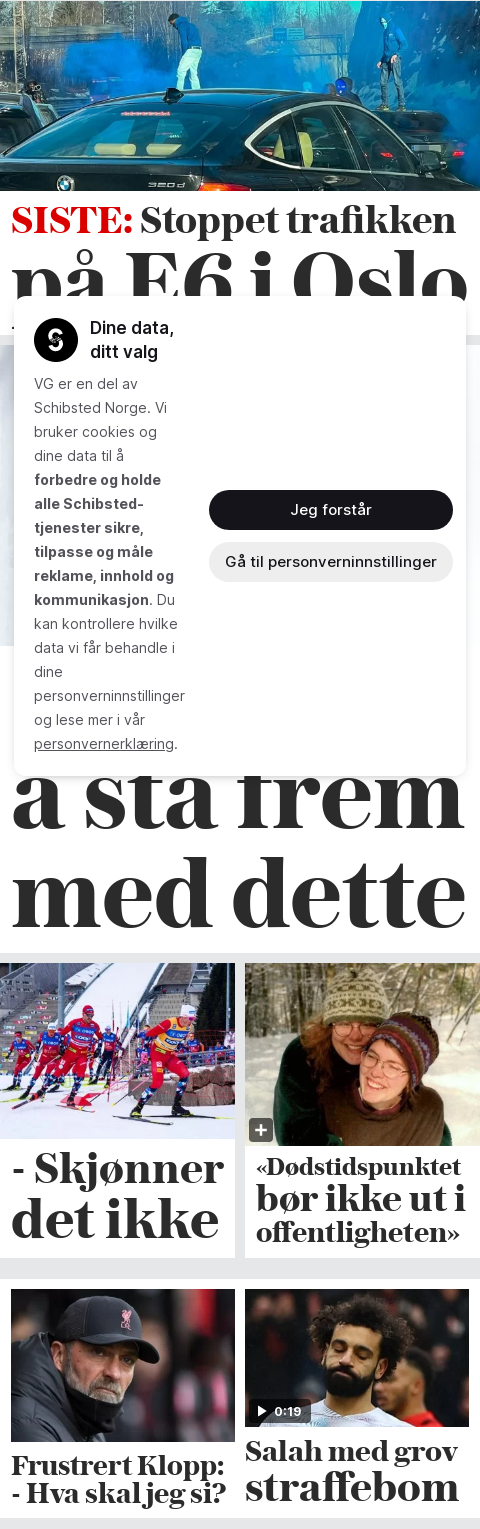 320d
SISTE: Stoppet trafikken
på E6 i Oslo
Dine data,
ditt valg
VG er en del av
Schibsted Norge. Vi
bruker cookies og
dine data til å
forbedre og holde
alle Schibsted-
tjenester sikre,
tilpasse og måle
reklame, innhold og
kommunikasjon. Du
kan kontrollere hvilke
data vi får behandle i
dine
personverninnstillinger
og lese mer i vår
personvernerklæring.
Jeg forstår
Gå til personverninnstillinger
å stå frem
med dette
- Skjønner
det ikke
«Dødstidspunktet
bør ikke ut i
offentligheten»
Frustrert Klopp:
- Hva skal jeg si?
0:19
Salah med grov
straffebom